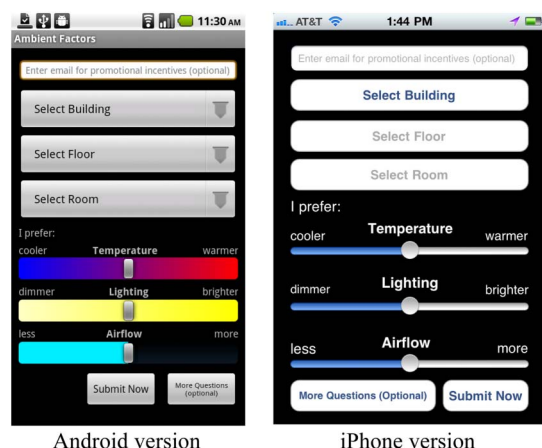 11:30 AM
Ambient Factors
Enter email for promotional incentives (optional)
Select Building
Select Floor
Select Room
I prefer:
cooler Temperature warmer
dimmer Lighting brighter
less Airflow more
Submit Now
More Questions
(optional)
Android version
AT&T 1:44 PM
Enter email for promotional incentives (optional)
Select Building
Select Floor
Select Room
I prefer:
cooler Temperature warmer
dimmer Lighting brighter
less Airflow more
More Questions (Optional) Submit Now
iPhone version